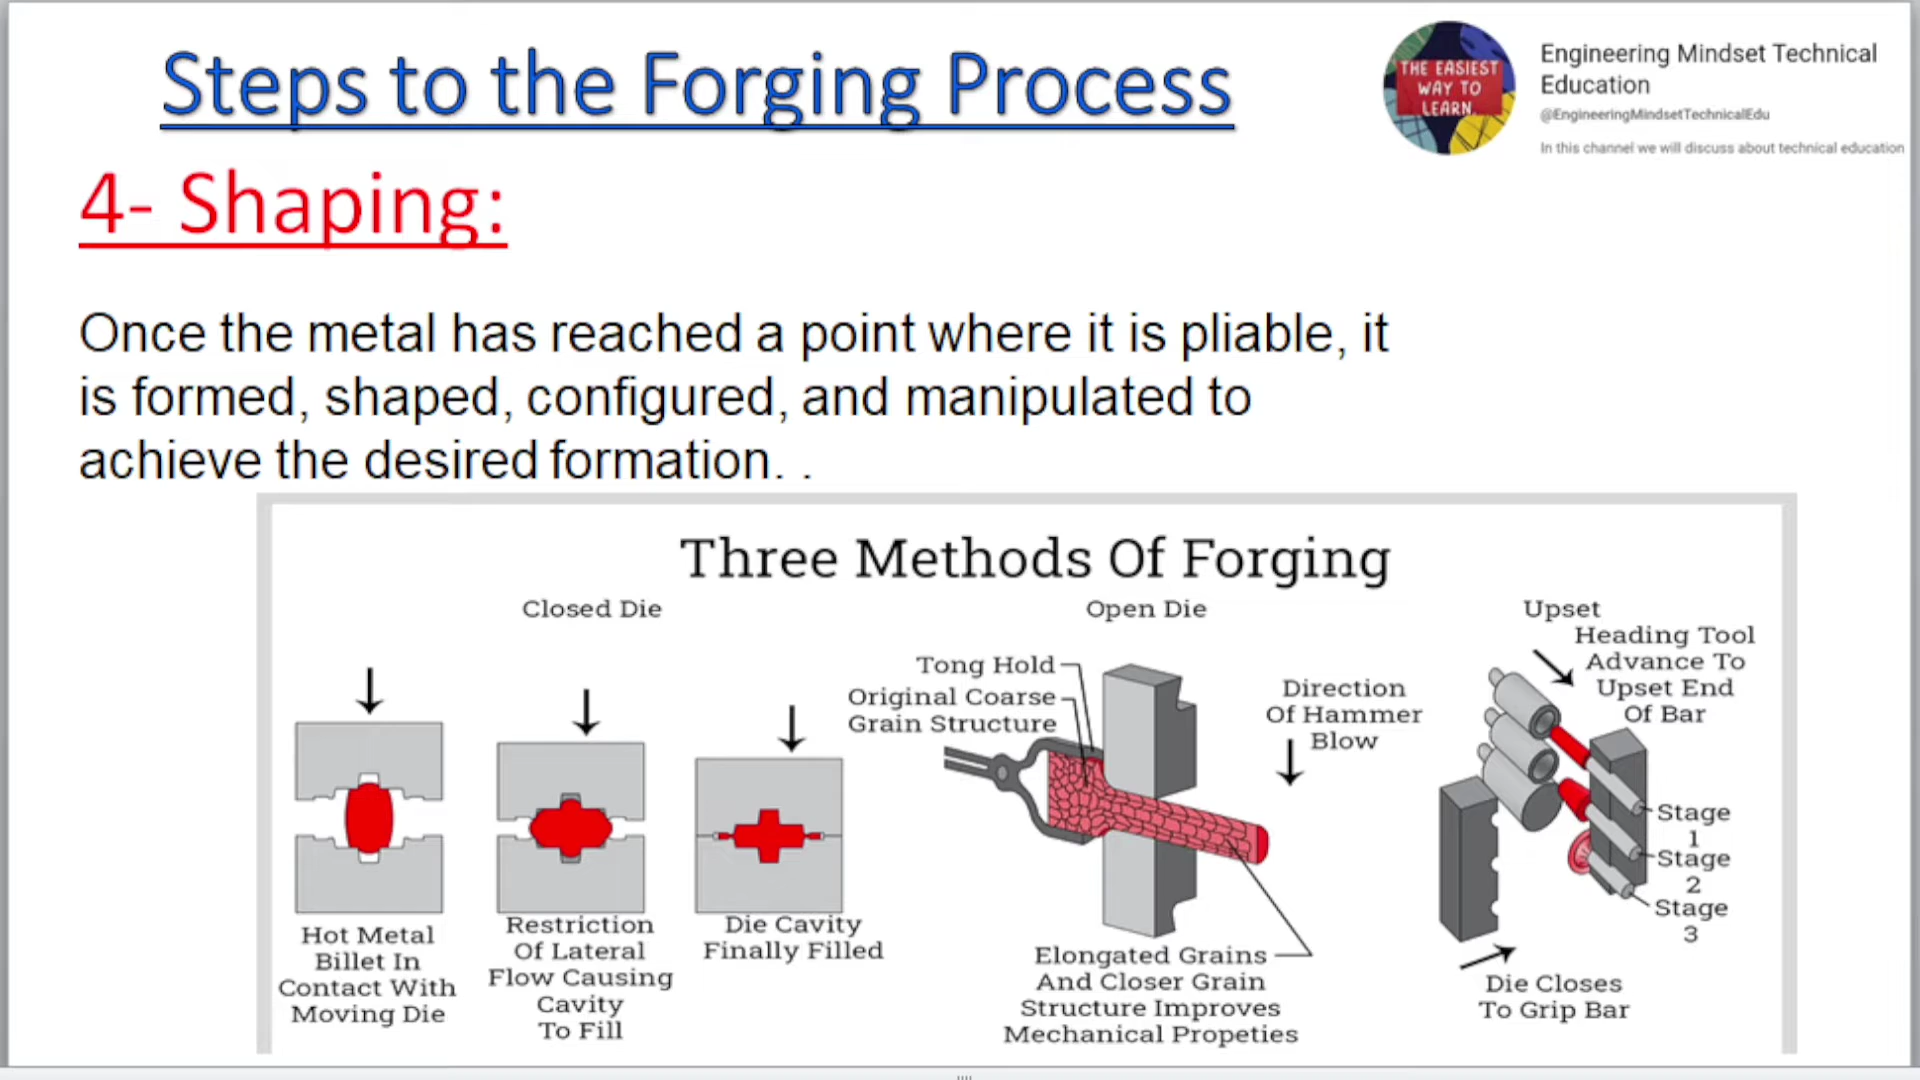 Steps to the Forging Process
THE EASIEST
WAY TO
LEARN
Engineering Mindset Technical
Education
@EngineeringMindsetTechnicalEdu
In this channel we will discuss about technical education
4- Shaping:
Once the metal has reached a point where it is pliable, it
is formed, shaped, configured, and manipulated to
achieve the desired formation. .
Three Methods Of Forging
Closed Die
Hot Metal
Billet In
Contact With
Moving Die
Restriction
Of Lateral
Flow Causing
Cavity
To Fill
Die Cavity
Finally Filled
Open Die
Tong Hold
Original Coarse
Grain Structure
Direction
Of Hammer
Blow
Elongated Grains
And Closer Grain
Structure Improves
Mechanical Propeties
Upset
Heading Tool
Advance To
Upset End
Of Bar
Stage
1
Stage
2
Stage
3
Die Closes
To Grip Bar